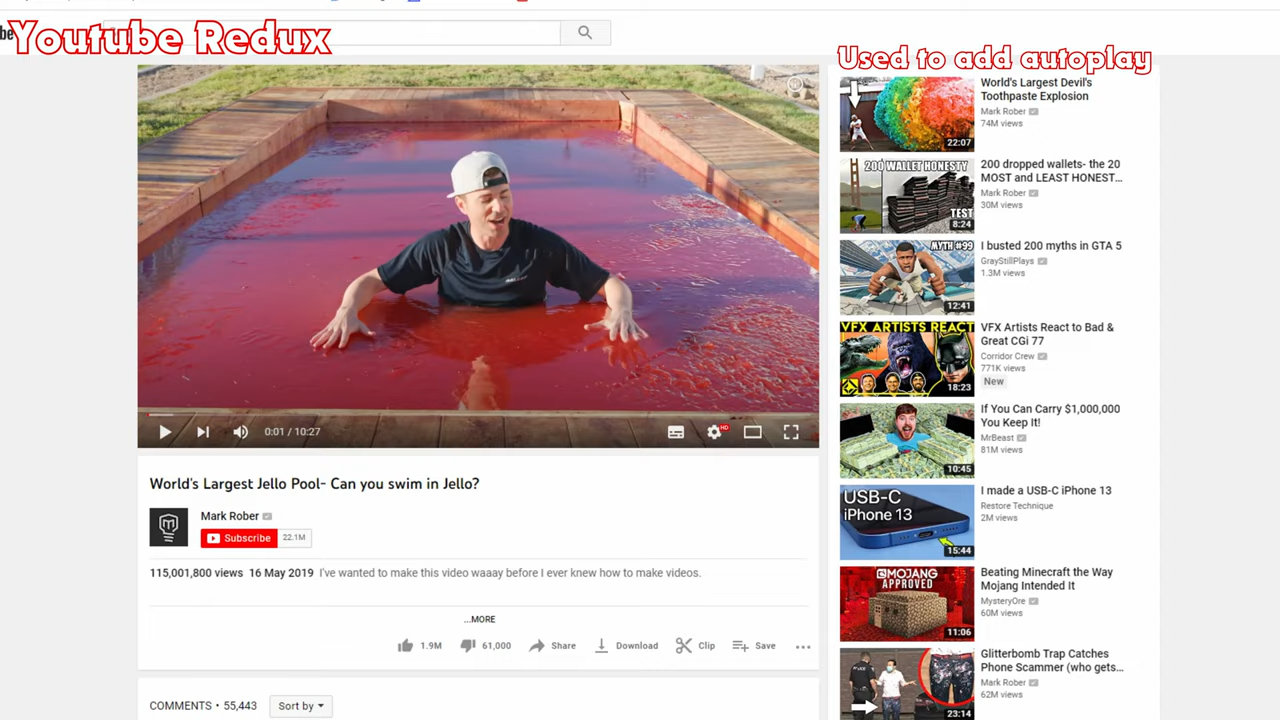 be
Youtube Redux
Used to add autoplay
World's Largest Devil's
Toothpaste Explosion
Mark Rober
74M views
22:07
200 WALLET HONESTY
TEST
8:24
200 dropped wallets- the 20
MOST and LEAST HONEST...
Mark Rober
30M views
MYTH #99
12:41
I busted 200 myths in GTA 5
GrayStillPlays
1.3M views
VFX ARTISTS REACT
18:23
VFX Artists React to Bad &
Great CGi 77
Corridor Crew
771K views
New
10:45
If You Can Carry $1,000,000
You Keep It!
MrBeast
81M views
USB-C
iPhone 13
15:44
I made a USB-C iPhone 13
Restore Technique
2M views
MOJANG
APPROVED
11:06
Beating Minecraft the Way
Mojang Intended It
MysteryOre
60M views
23:14
Glitterbomb Trap Catches
Phone Scammer (who gets...
Mark Rober
62M views
0:01 / 10:27
HD
World's Largest Jello Pool- Can you swim in Jello?
Mark Rober
Subscribe 22.1M
115,001,800 views 16 May 2019 I've wanted to make this video waaay before I ever knew how to make videos.
...MORE
1.9M 61,000 Share Download Clip Save
COMMENTS • 55,443 Sort by